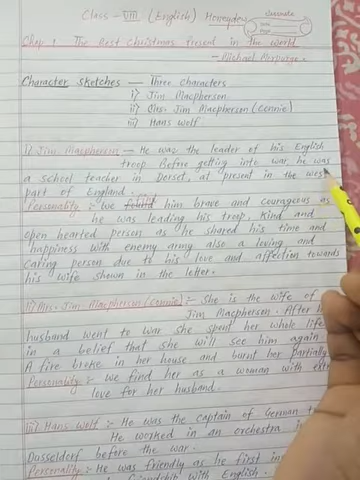 Class - VIII (English) Honeydew
Date
Page
Chap 1 The Best Christmas Present in the World
- Michael Morpurgo.
Character sketches - Three characters
i) Jim Macpherson
ii) Mrs. Jim Macpherson (Connie)
iii) Hans Wolf
i) Jim Macpherson - He was the leader of his English
troop Before getting into war, he was
a school teacher in Dorset, at present in the west
part of England.
Personality :- We find him brave and courageous as
he was leading his troop, Kind and
open hearted person as he shared his time and
happiness with enemy army also a loving and
caring person due to his love and affection towards
his wife shown in the letter.
ii) Mrs. Jim Macpherson (Connie) :- She is the wife of
Jim Macpherson. After
husband went to war she spent her whole life
in a belief that she will see him again
A fire broke in her house and burnt her partially
Personality :- We find her as a woman with
love for her husband.
iii) Hans Wolf :- He was the captain of German
He worked in an orchestra in
Dusseldorf before the war.
Personality :- He was friendly as he first
friendship with English.